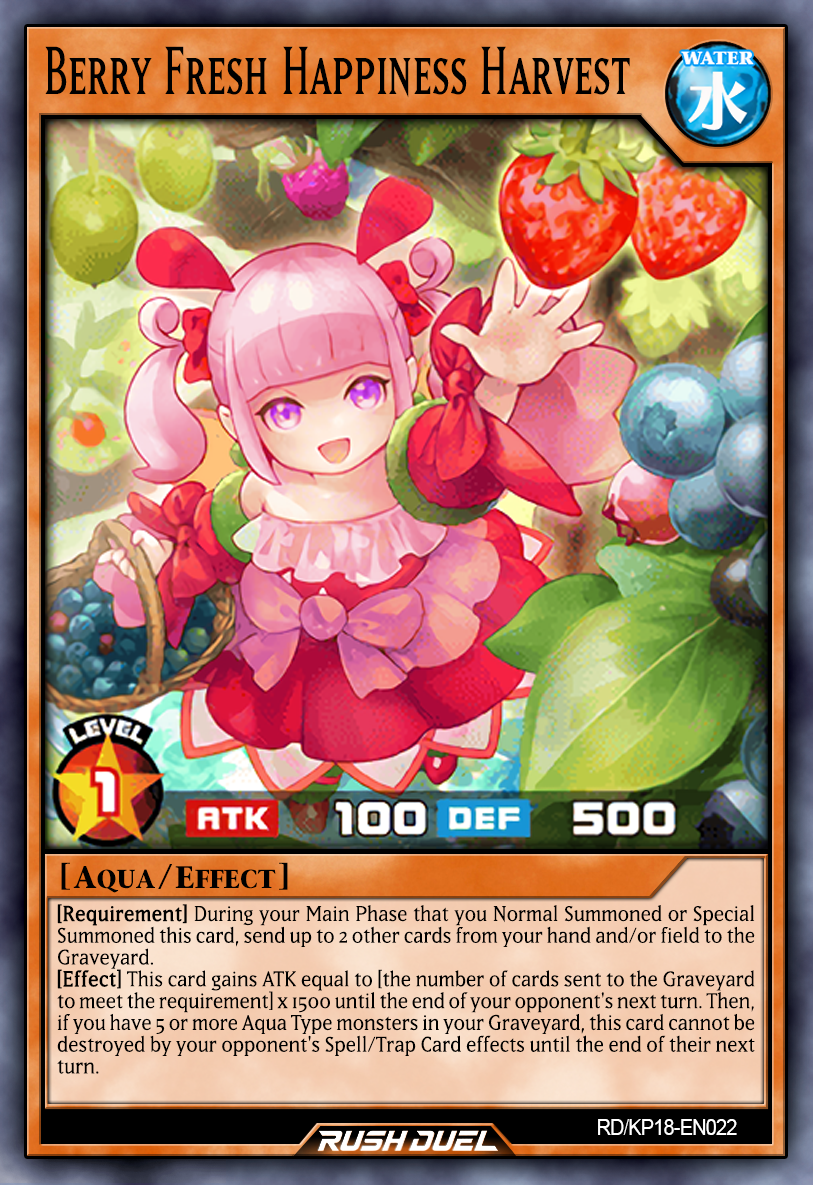 BERRY FRESH HAPPINESS HARVEST
WATER
水
LEVEL
1
ATK 100 DEF 500
[AQUA/EFFECT]
[Requirement] During your Main Phase that you Normal Summoned or Special
Summoned this card, send up to 2 other cards from your hand and/or field to the
Graveyard.
[Effect] This card gains ATK equal to [the number of cards sent to the Graveyard
to meet the requirement] x 1500 until the end of your opponent's next turn. Then,
if you have 5 or more Aqua Type monsters in your Graveyard, this card cannot be
destroyed by your opponent's Spell/Trap Card effects until the end of their next
turn.
RD/KP18-EN022
RUSH DUEL